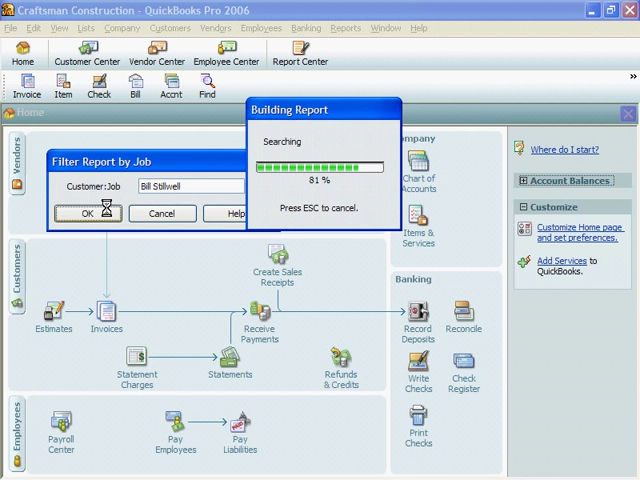 Craftsman Construction - QuickBooks Pro 2006
File Edit View Lists Company Customers Vendors Employees Banking Reports Window Help
Home
Customer Center
Vendor Center
Employee Center
Report Center
Invoice
Item
Check
Bill
Accnt
Find
Home
Building Report
Searching
81 %
Press ESC to cancel.
Filter Report by Job
Customer:Job
Bill Stillwell
OK
Cancel
Help
Vendors
Company
Chart of
Accounts
Items &
Services
Where do I start?
Account Balances
Customize
Customize Home page
and set preferences.
Add Services to
QuickBooks.
Customers
Create Sales
Receipts
Estimates
Invoices
Receive
Payments
Statement
Charges
Statements
Refunds
& Credits
Banking
Record
Deposits
Reconcile
Write
Checks
Check
Register
Print
Checks
Employees
Payroll
Center
Pay
Employees
Pay
Liabilities